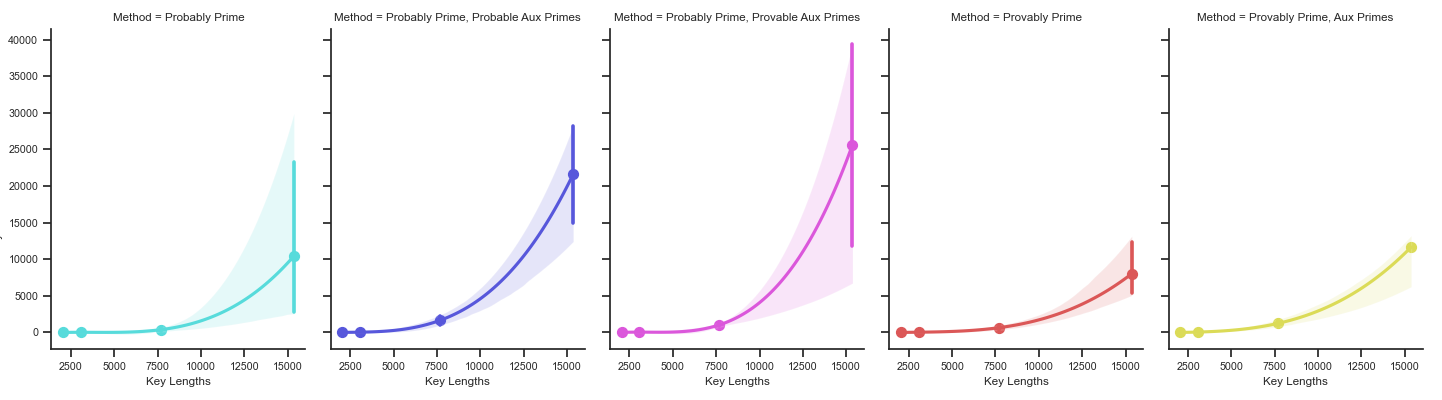 Method = Probably Prime
Method = Probably Prime, Probable Aux Primes
Method = Probably Prime, Provable Aux Primes
Method = Provably Prime
Method = Provably Prime, Aux Primes
40000
35000
30000
25000
20000
15000
10000
5000
0
2500 5000 7500 10000 12500 15000
2500 5000 7500 10000 12500 15000
2500 5000 7500 10000 12500 15000
2500 5000 7500 10000 12500 15000
2500 5000 7500 10000 12500 15000
Key Lengths
Key Lengths
Key Lengths
Key Lengths
Key Lengths